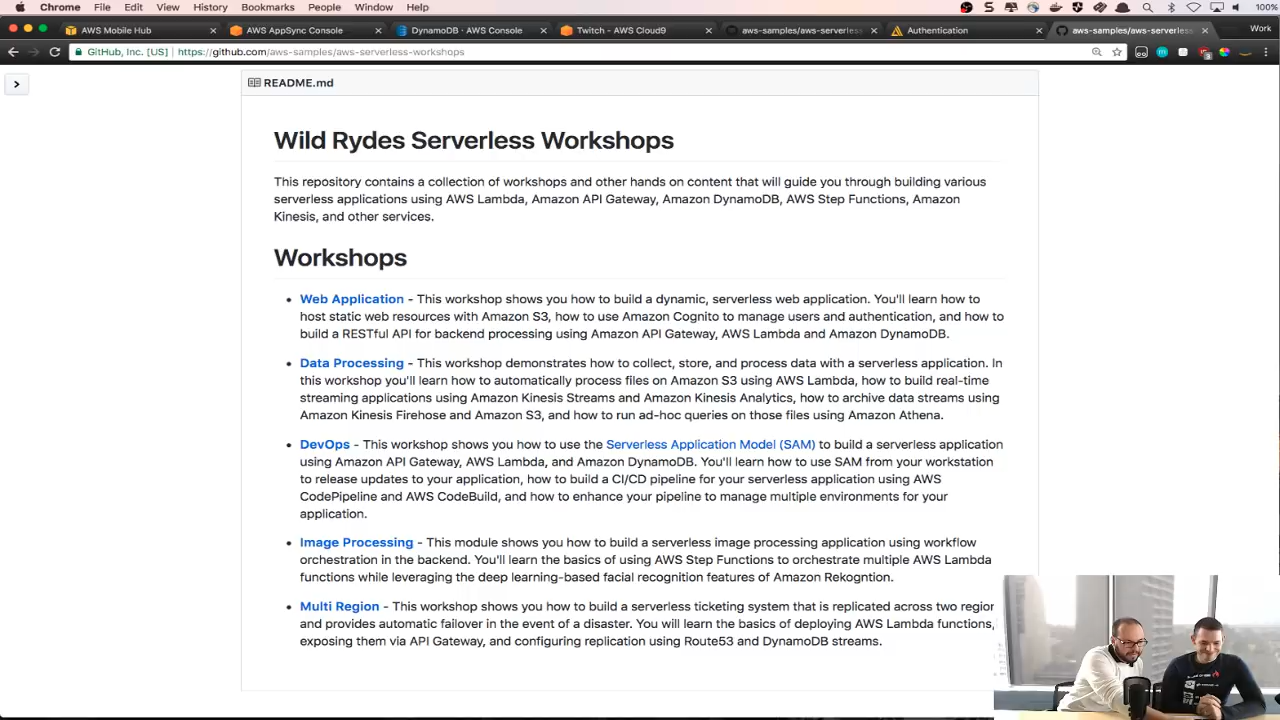 Chrome File Edit View History Bookmarks People Window Help 100%
AWS Mobile Hub AWS AppSync Console DynamoDB · AWS Console Twitch - AWS Cloud9 aws-samples/aws-serverles Authentication aws-samples/aws-serverles Work
GitHub, Inc. [US] https://github.com/aws-samples/aws-serverless-workshops
README.md
Wild Rydes Serverless Workshops
This repository contains a collection of workshops and other hands on content that will guide you through building various
serverless applications using AWS Lambda, Amazon API Gateway, Amazon DynamoDB, AWS Step Functions, Amazon
Kinesis, and other services.
Workshops
• Web Application - This workshop shows you how to build a dynamic, serverless web application. You'll learn how to
host static web resources with Amazon S3, how to use Amazon Cognito to manage users and authentication, and how to
build a RESTful API for backend processing using Amazon API Gateway, AWS Lambda and Amazon DynamoDB.
• Data Processing - This workshop demonstrates how to collect, store, and process data with a serverless application. In
this workshop you'll learn how to automatically process files on Amazon S3 using AWS Lambda, how to build real-time
streaming applications using Amazon Kinesis Streams and Amazon Kinesis Analytics, how to archive data streams using
Amazon Kinesis Firehose and Amazon S3, and how to run ad-hoc queries on those files using Amazon Athena.
• DevOps - This workshop shows you how to use the Serverless Application Model (SAM) to build a serverless application
using Amazon API Gateway, AWS Lambda, and Amazon DynamoDB. You'll learn how to use SAM from your workstation
to release updates to your application, how to build a CI/CD pipeline for your serverless application using AWS
CodePipeline and AWS CodeBuild, and how to enhance your pipeline to manage multiple environments for your
application.
• Image Processing - This module shows you how to build a serverless image processing application using workflow
orchestration in the backend. You'll learn the basics of using AWS Step Functions to orchestrate multiple AWS Lambda
functions while leveraging the deep learning-based facial recognition features of Amazon Rekogntion.
• Multi Region - This workshop shows you how to build a serverless ticketing system that is replicated across two region
and provides automatic failover in the event of a disaster. You will learn the basics of deploying AWS Lambda functions,
exposing them via API Gateway, and configuring replication using Route53 and DynamoDB streams.